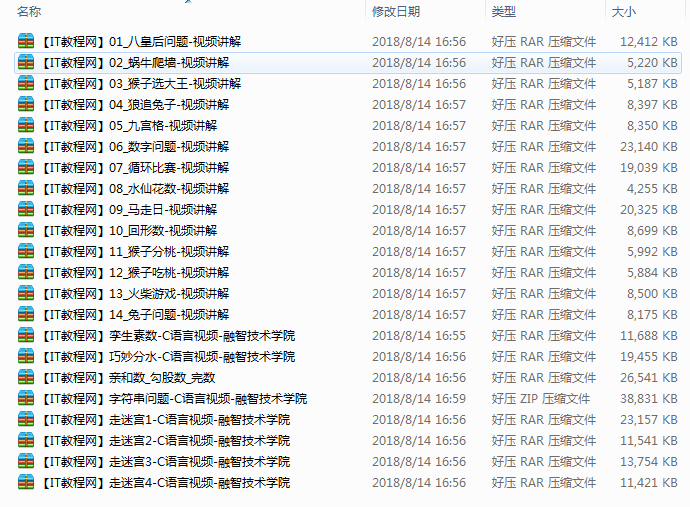 名称 修改日期 类型 大小
【IT教程网】01_八皇后问题-视频讲解 2018/8/14 16:56 好压 RAR 压缩文件 12,412 KB
【IT教程网】02_蜗牛爬墙-视频讲解 2018/8/14 16:56 好压 RAR 压缩文件 5,220 KB
【IT教程网】03_猴子选大王-视频讲解 2018/8/14 16:56 好压 RAR 压缩文件 5,187 KB
【IT教程网】04_狼追兔子-视频讲解 2018/8/14 16:57 好压 RAR 压缩文件 8,397 KB
【IT教程网】05_九宫格-视频讲解 2018/8/14 16:57 好压 RAR 压缩文件 8,350 KB
【IT教程网】06_数字问题-视频讲解 2018/8/14 16:57 好压 RAR 压缩文件 23,140 KB
【IT教程网】07_循环比赛-视频讲解 2018/8/14 16:57 好压 RAR 压缩文件 19,039 KB
【IT教程网】08_水仙花数-视频讲解 2018/8/14 16:57 好压 RAR 压缩文件 4,255 KB
【IT教程网】09_马走日-视频讲解 2018/8/14 16:57 好压 RAR 压缩文件 20,325 KB
【IT教程网】10_回形数-视频讲解 2018/8/14 16:57 好压 RAR 压缩文件 8,699 KB
【IT教程网】11_猴子分桃-视频讲解 2018/8/14 16:57 好压 RAR 压缩文件 5,992 KB
【IT教程网】12_猴子吃桃-视频讲解 2018/8/14 16:57 好压 RAR 压缩文件 5,884 KB
【IT教程网】13_火柴游戏-视频讲解 2018/8/14 16:57 好压 RAR 压缩文件 8,500 KB
【IT教程网】14_兔子问题-视频讲解 2018/8/14 16:57 好压 RAR 压缩文件 8,175 KB
【IT教程网】孪生素数-C语言视频-融智技术学院 2018/8/14 16:55 好压 RAR 压缩文件 11,688 KB
【IT教程网】巧妙分水-C语言视频-融智技术学院 2018/8/14 16:56 好压 RAR 压缩文件 19,455 KB
【IT教程网】亲和数_勾股数_完数 2018/8/14 16:56 好压 RAR 压缩文件 26,541 KB
【IT教程网】字符串问题-C语言视频-融智技术学院 2018/8/14 16:59 好压 ZIP 压缩文件 38,831 KB
【IT教程网】走迷宫1-C语言视频-融智技术学院 2018/8/14 16:56 好压 RAR 压缩文件 23,157 KB
【IT教程网】走迷宫2-C语言视频-融智技术学院 2018/8/14 16:56 好压 RAR 压缩文件 11,541 KB
【IT教程网】走迷宫3-C语言视频-融智技术学院 2018/8/14 16:56 好压 RAR 压缩文件 13,754 KB
【IT教程网】走迷宫4-C语言视频-融智技术学院 2018/8/14 16:56 好压 RAR 压缩文件 11,421 KB